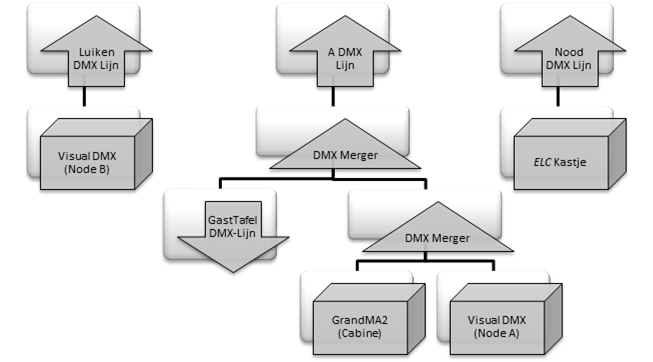 Luiken
DMX Lijn
A DMX
Lijn
Nood
DMX Lijn
Visual DMX
(Node B)
DMX Merger
ELC Kastje
GastTafel
DMX-Lijn
DMX Merger
GrandMA2
(Cabine)
Visual DMX
(Node A)